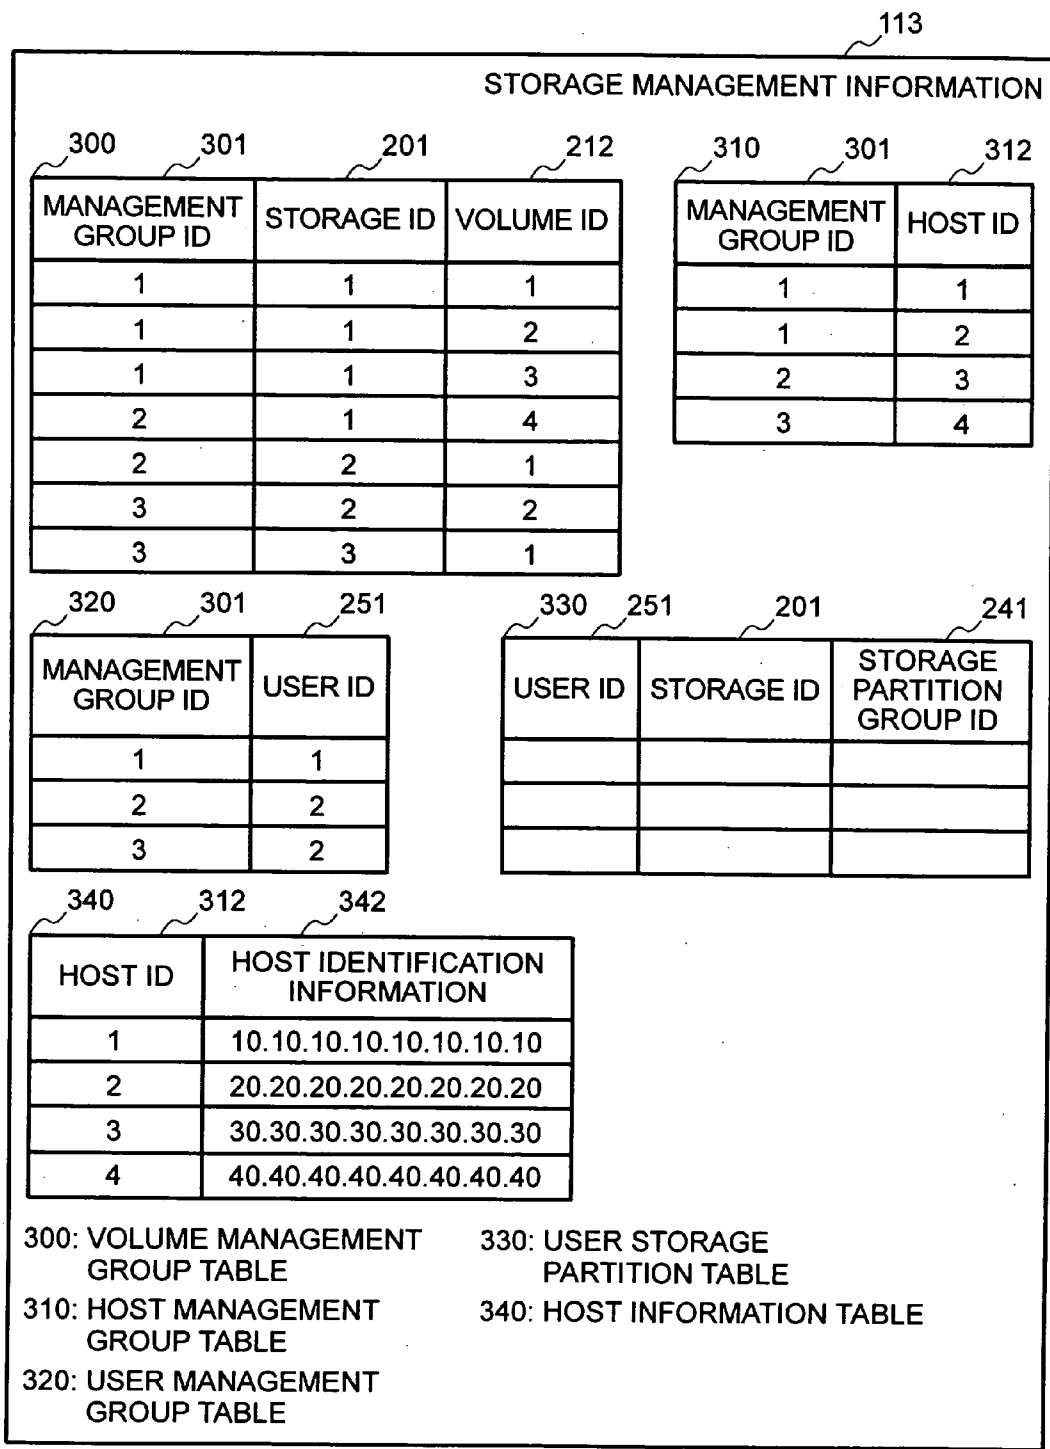 113
STORAGE MANAGEMENT INFORMATION
300 301 201 212
MANAGEMENT GROUP ID STORAGE ID VOLUME ID
1 1 1
1 1 2
1 1 3
2 1 4
2 2 1
3 2 2
3 3 1
310 301 312
MANAGEMENT GROUP ID HOST ID
1 1
1 2
2 3
3 4
320 301 251
MANAGEMENT GROUP ID USER ID
1 1
2 2
3 2
330 251 201 241
USER ID STORAGE ID STORAGE PARTITION GROUP ID
340 312 342
HOST ID HOST IDENTIFICATION INFORMATION
1 10.10.10.10.10.10.10.10
2 20.20.20.20.20.20.20.20
3 30.30.30.30.30.30.30.30
4 40.40.40.40.40.40.40.40
300: VOLUME MANAGEMENT
GROUP TABLE
310: HOST MANAGEMENT
GROUP TABLE
320: USER MANAGEMENT
GROUP TABLE
330: USER STORAGE
PARTITION TABLE
340: HOST INFORMATION TABLE